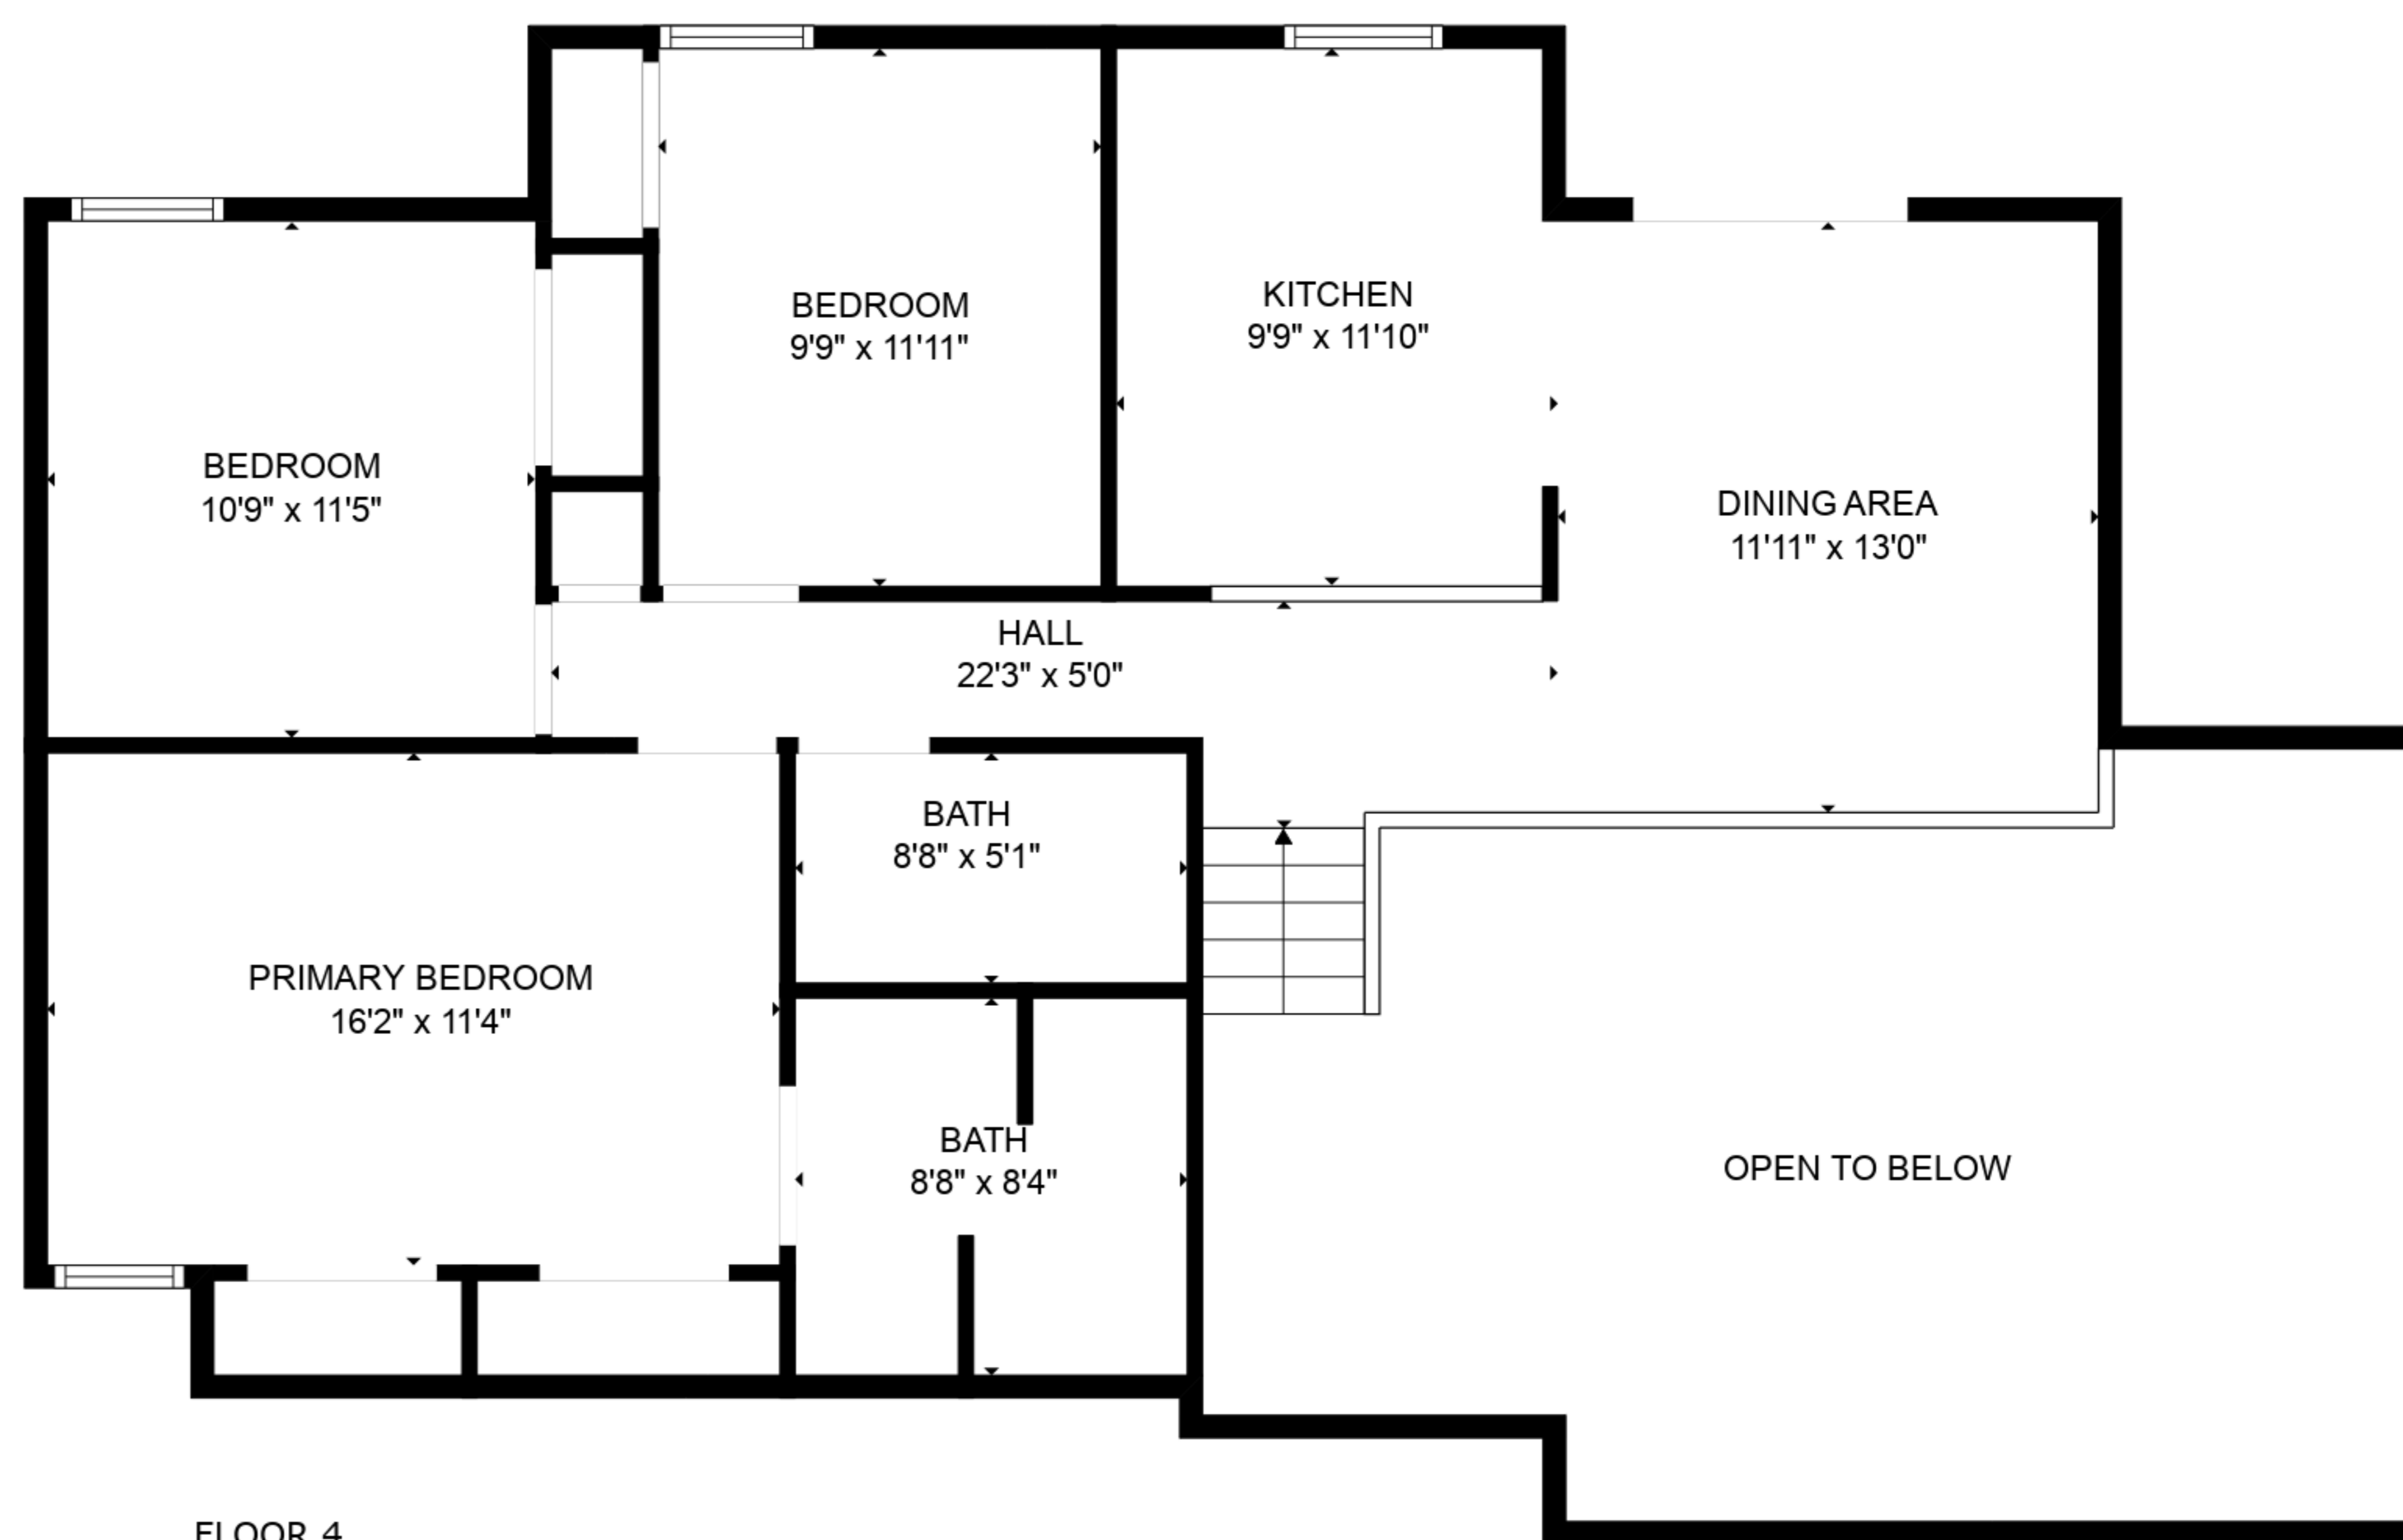 BEDROOM
9'9" x 11'11"
KITCHEN
9'9" x 11'10"
BEDROOM
10'9" x 11'5"
DINING AREA
11'11" x 13'0"
HALL
22'3" x 5'0"
BATH
8'8" x 5'1"
PRIMARY BEDROOM
16'2" x 11'4"
BATH
8'8" x 8'4"
OPEN TO BELOW
FLOOR 4